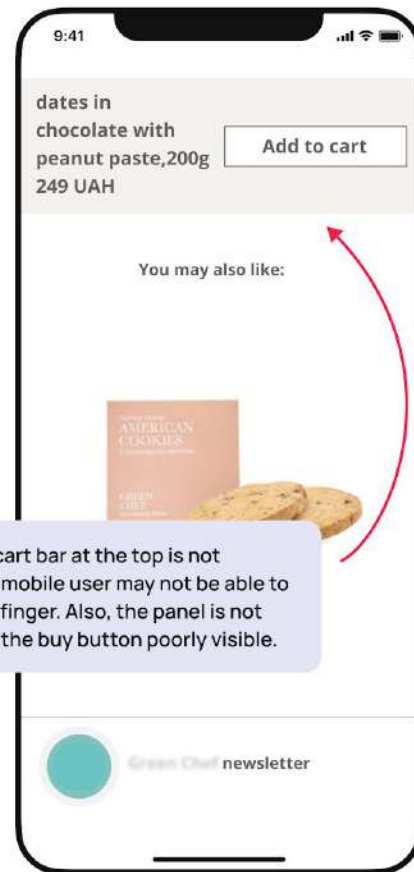 9:41
dates in
chocolate with
peanut paste,200g
249 UAH
Add to cart
You may also like:
AMERICAN
COOKIES
GREEN
CHEF
cart bar at the top is not
mobile user may not be able to
finger. Also, the panel is not
the buy button poorly visible.
Green Chef newsletter